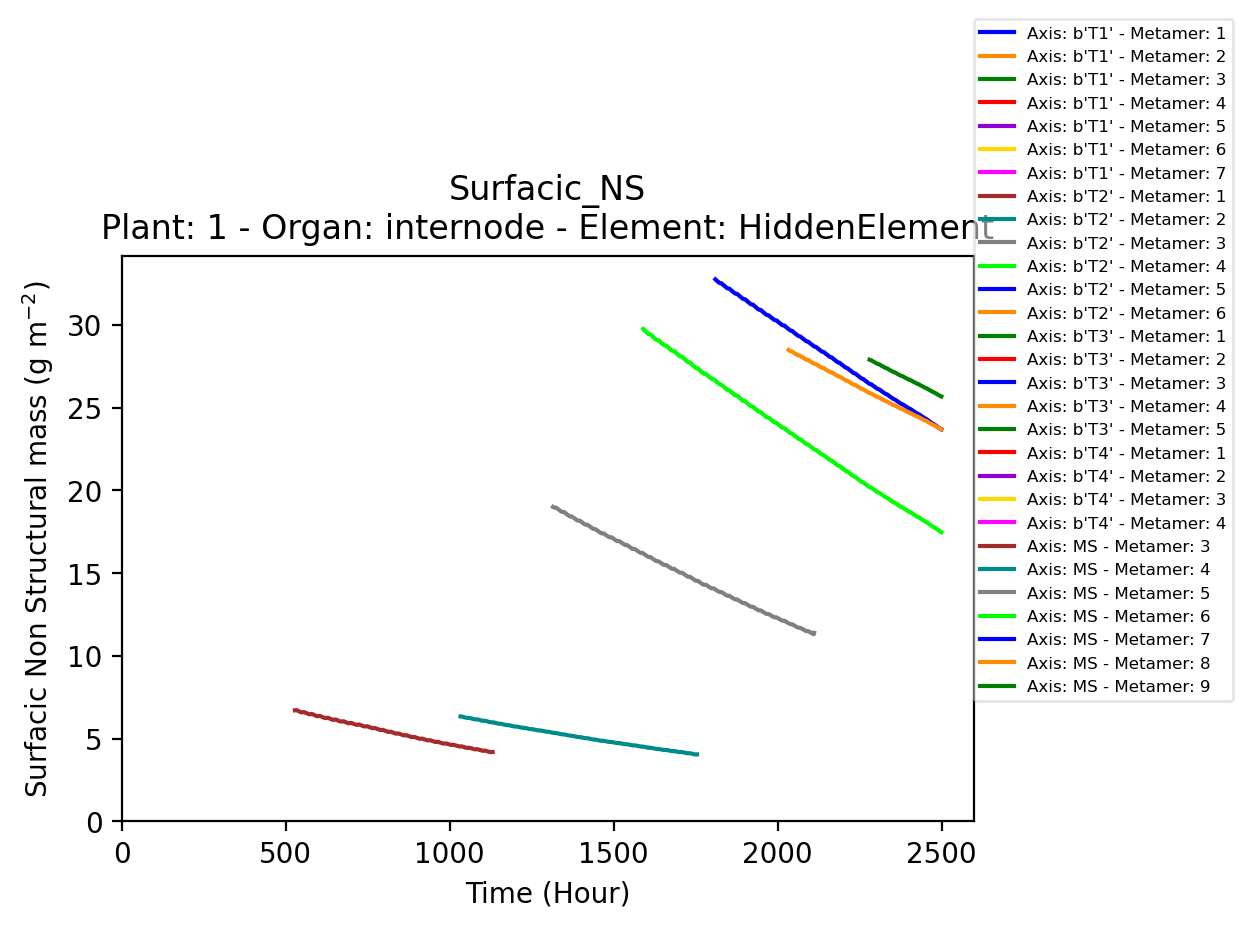 Surfacic_NS
Plant: 1 - Organ: internode - Element: HiddenElement
Surfacic Non Structural mass (g m⁻²)
30
25
20
15
10
5
0
0 500 1000 1500 2000 2500
Time (Hour)
Axis: b'T1' - Metamer: 1
Axis: b'T1' - Metamer: 2
Axis: b'T1' - Metamer: 3
Axis: b'T1' - Metamer: 4
Axis: b'T1' - Metamer: 5
Axis: b'T1' - Metamer: 6
Axis: b'T1' - Metamer: 7
Axis: b'T2' - Metamer: 1
Axis: b'T2' - Metamer: 2
Axis: b'T2' - Metamer: 3
Axis: b'T2' - Metamer: 4
Axis: b'T2' - Metamer: 5
Axis: b'T2' - Metamer: 6
Axis: b'T3' - Metamer: 1
Axis: b'T3' - Metamer: 2
Axis: b'T3' - Metamer: 3
Axis: b'T3' - Metamer: 4
Axis: b'T3' - Metamer: 5
Axis: b'T4' - Metamer: 1
Axis: b'T4' - Metamer: 2
Axis: b'T4' - Metamer: 3
Axis: b'T4' - Metamer: 4
Axis: MS - Metamer: 3
Axis: MS - Metamer: 4
Axis: MS - Metamer: 5
Axis: MS - Metamer: 6
Axis: MS - Metamer: 7
Axis: MS - Metamer: 8
Axis: MS - Metamer: 9